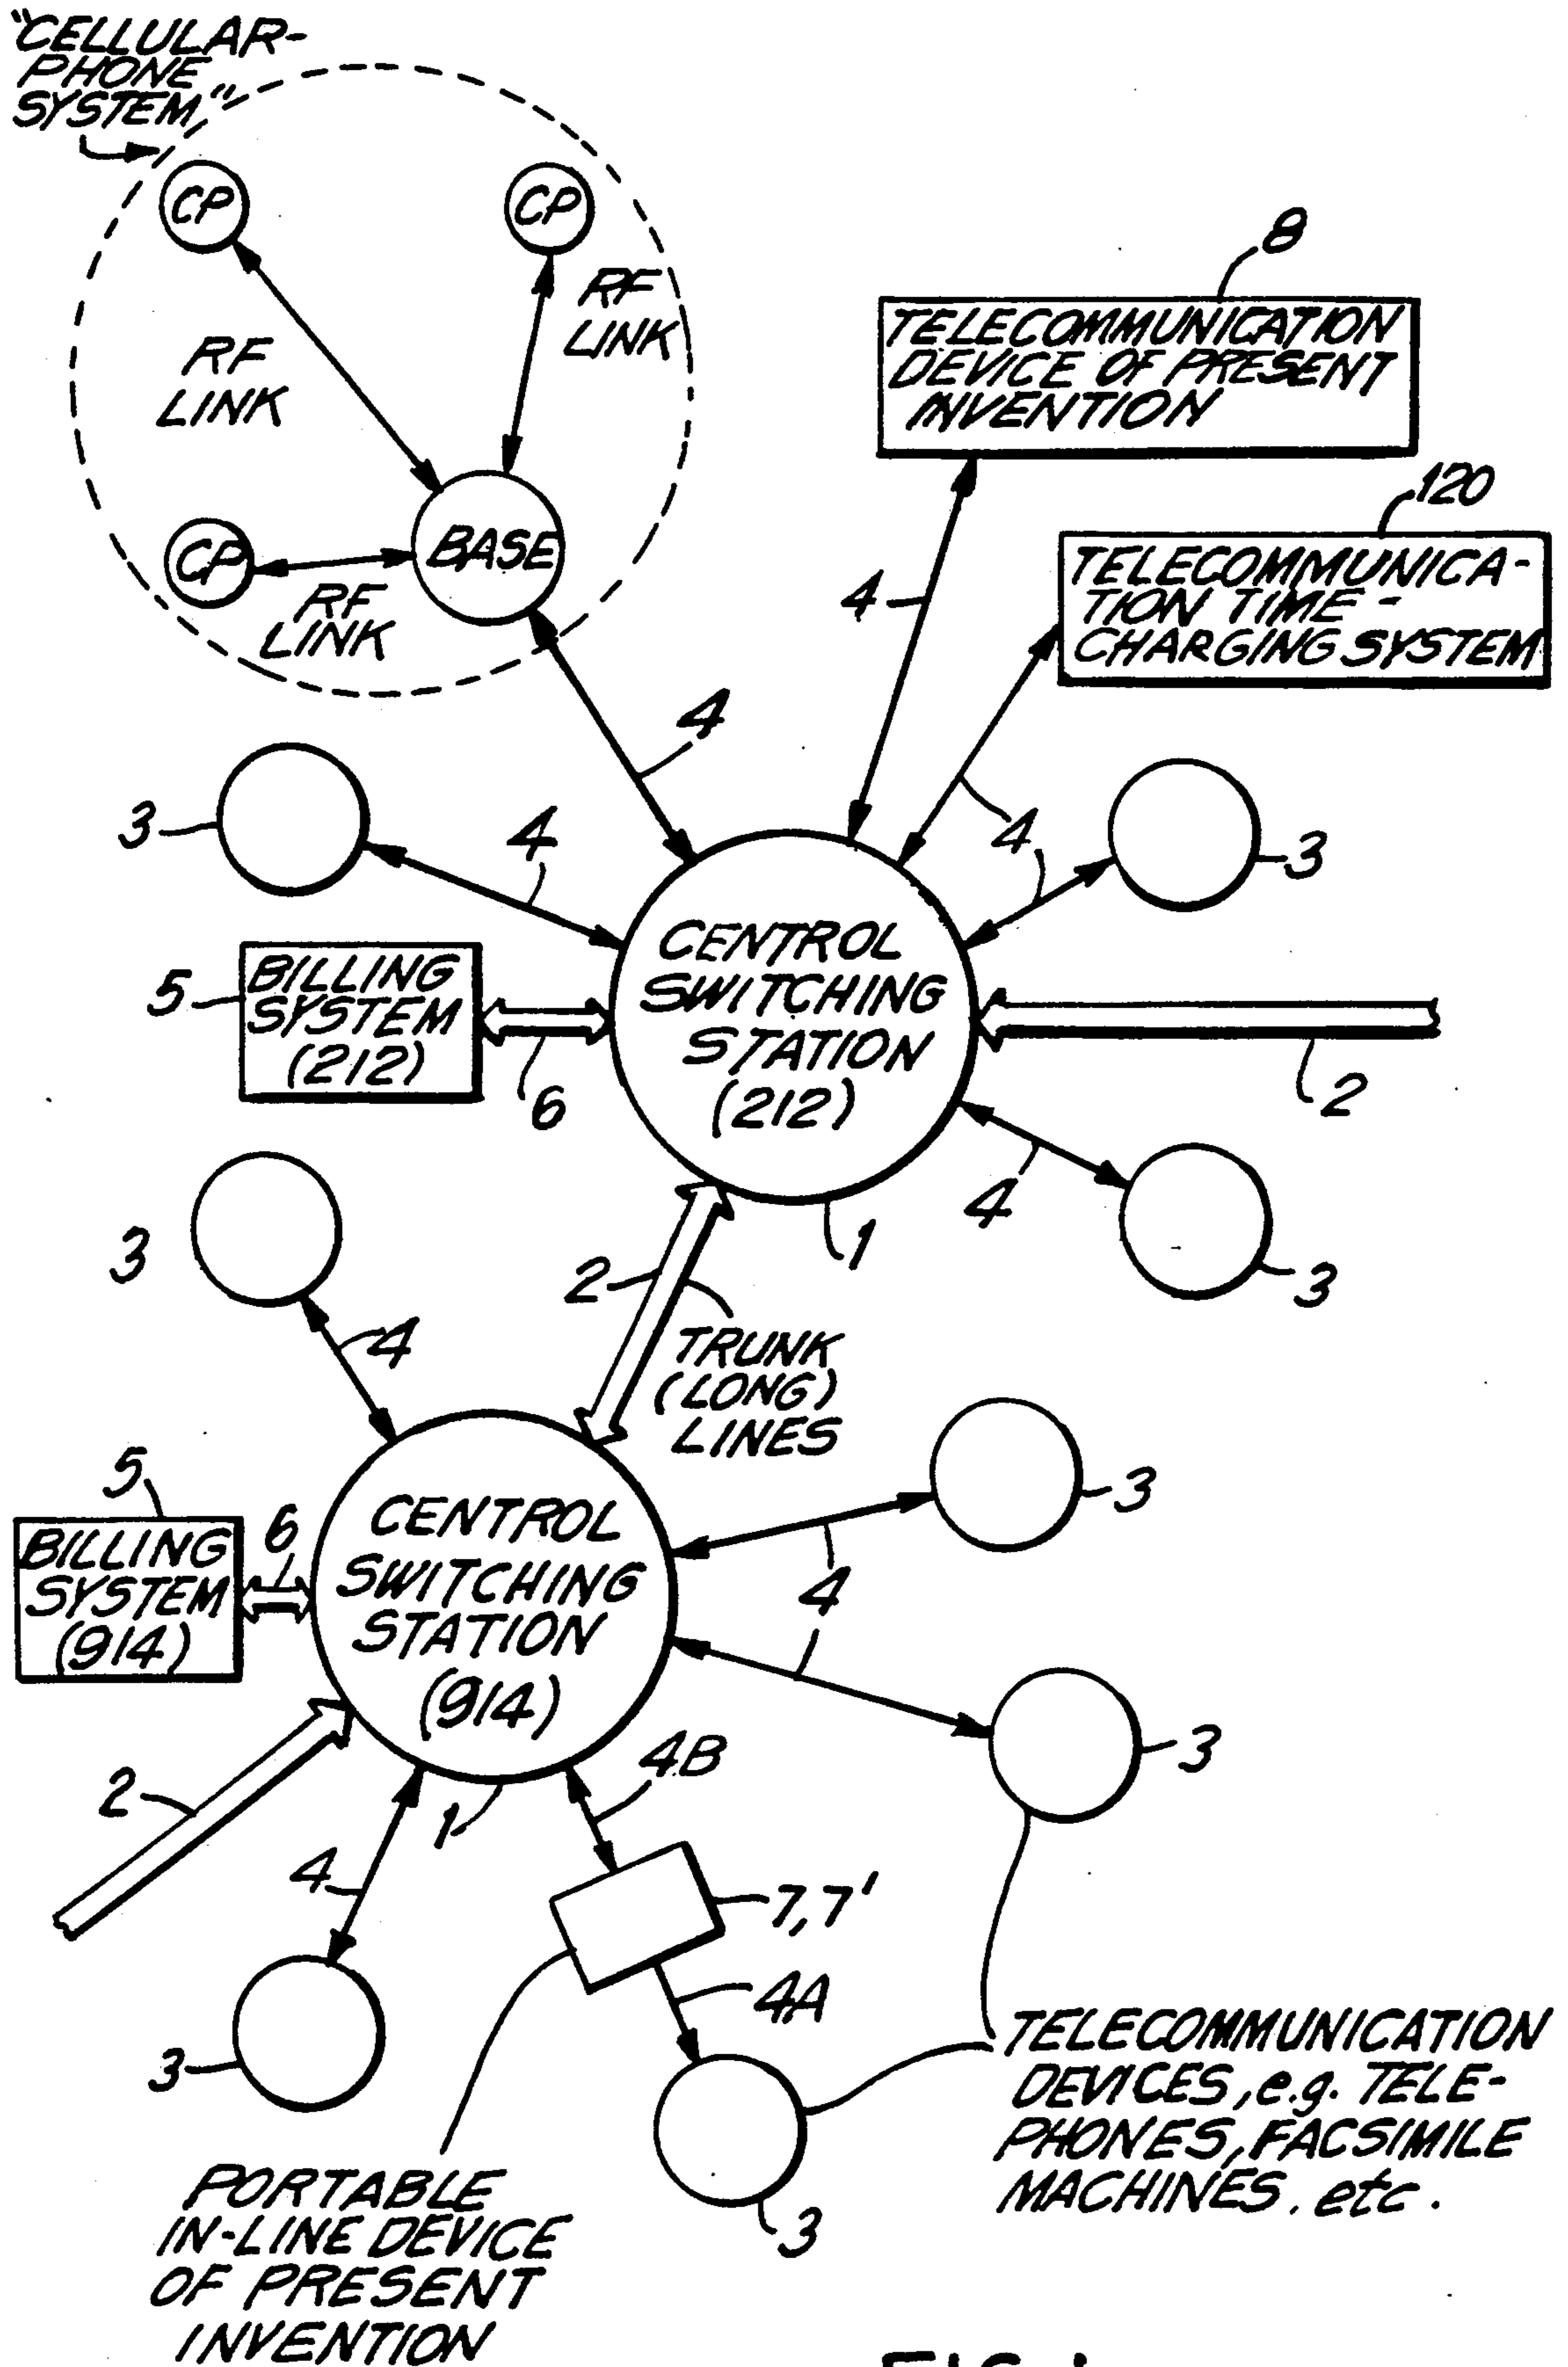 "CELLULAR-
PHONE
SYSTEM,"
CP
CP
RF
LINK
RF
LINK
CP
BASE
RF
LINK
8
TELECOMMUNICATION
DEVICE OF PRESENT
INVENTION
120
TELECOMMUNICA-
TION TIME-
CHARGING SYSTEM
4
4
4
4
3
3
CENTROL
SWITCHING
STATION
(212)
5
BILLING
SYSTEM
(212)
6
2
4
3
1
3
4
2
TRUNK
(LONG)
LINES
5
BILLING
SYSTEM
(914)
6
CENTROL
SWITCHING
STATION
(914)
3
4
3
2
4
1
4B
7,7'
4A
3
3
PORTABLE
IN-LINE DEVICE
OF PRESENT
INVENTION
TELECOMMUNICATION
DEVICES, e.g. TELE-
PHONES, FACSIMILE
MACHINES, etc.